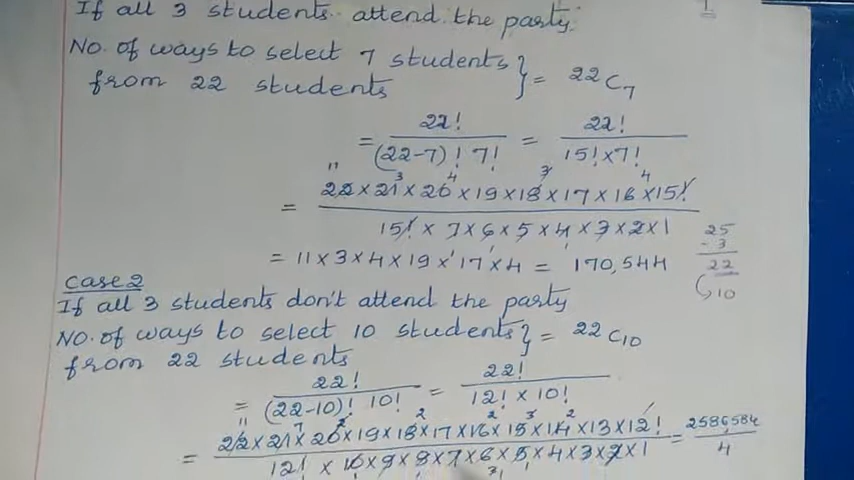 If all 3 students attend the party.
No. of ways to select 7 students } = 22C7
from 22 students
= 22! / (22-7)! 7! = 22! / 15! x 7!
= 22 x 21 x 20 x 19 x 18 x 17 x 16 x 15! / 15! x 7 x 6 x 5 x 4 x 3 x 2 x 1
= 11 x 3 x 4 x 19 x 17 x 4 = 170,544
25
- 3
22
10
Case 2
If all 3 students don't attend the party
No. of ways to select 10 students } = 22C10
from 22 students
= 22! / (22-10)! 10! = 22! / 12! x 10!
= 22 x 21 x 20 x 19 x 18 x 17 x 16 x 15 x 14 x 13 x 12! / 12! x 10 x 9 x 8 x 7 x 6 x 5 x 4 x 3 x 2 x 1 = 2586584 / 4